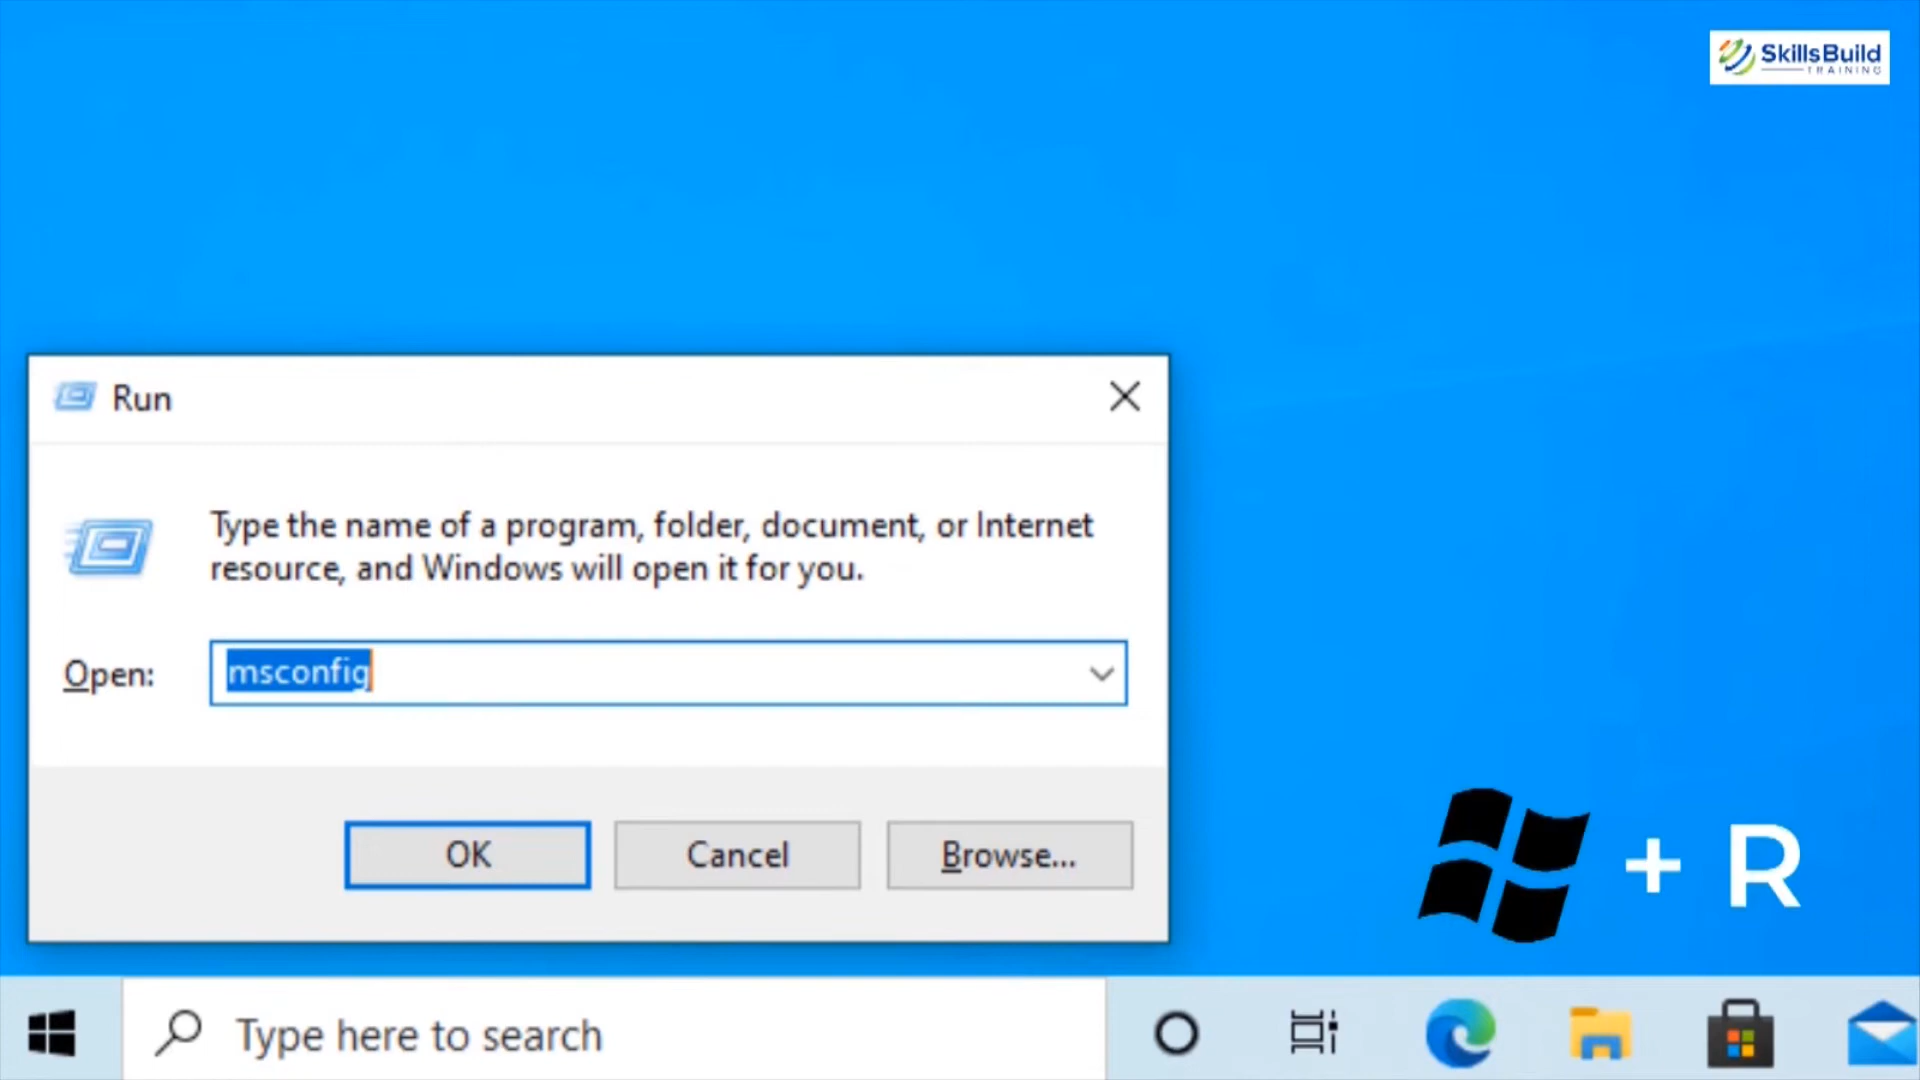 SkillsBuild
TRAINING
Run
Type the name of a program, folder, document, or Internet
resource, and Windows will open it for you.
Open: msconfig
OK Cancel Browse...
+ R
Type here to search